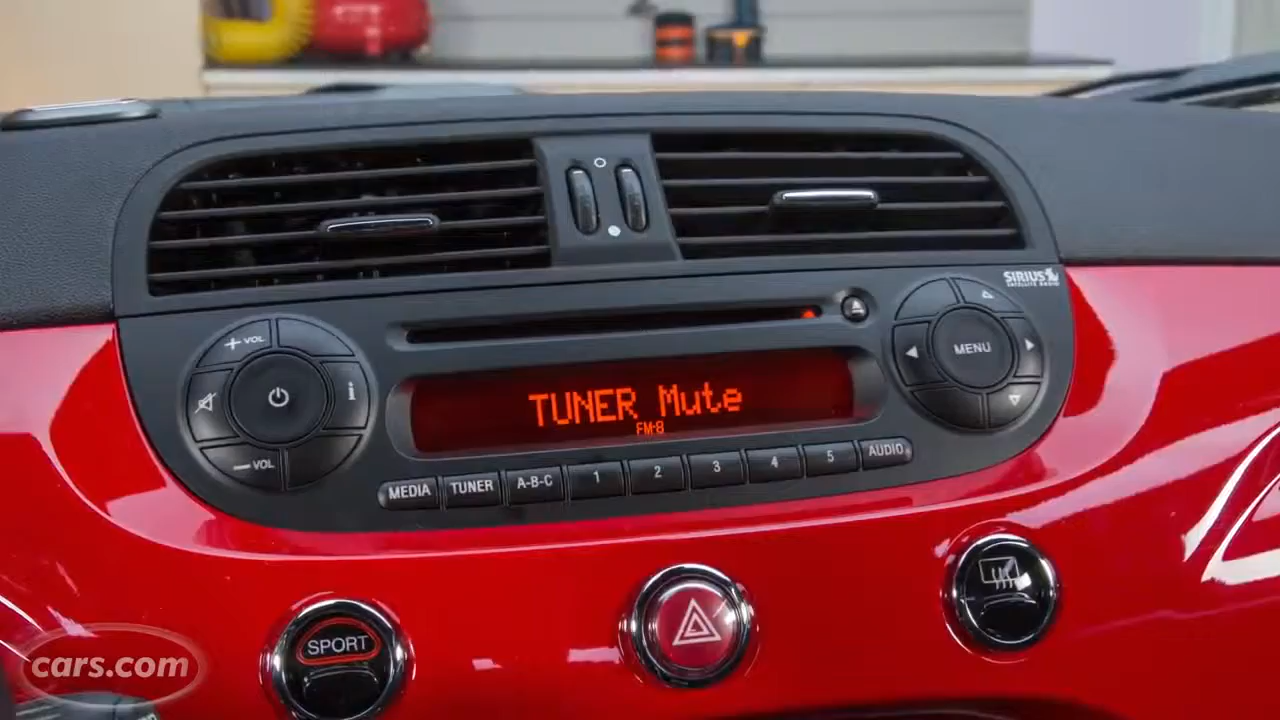 SIRIUS
SATELLITE RADIO
+ VOL
MENU
TUNER Mute
FM-8
— VOL
MEDIA
TUNER
A-B-C
1
2
3
4
5
AUDIO
SPORT
cars.com